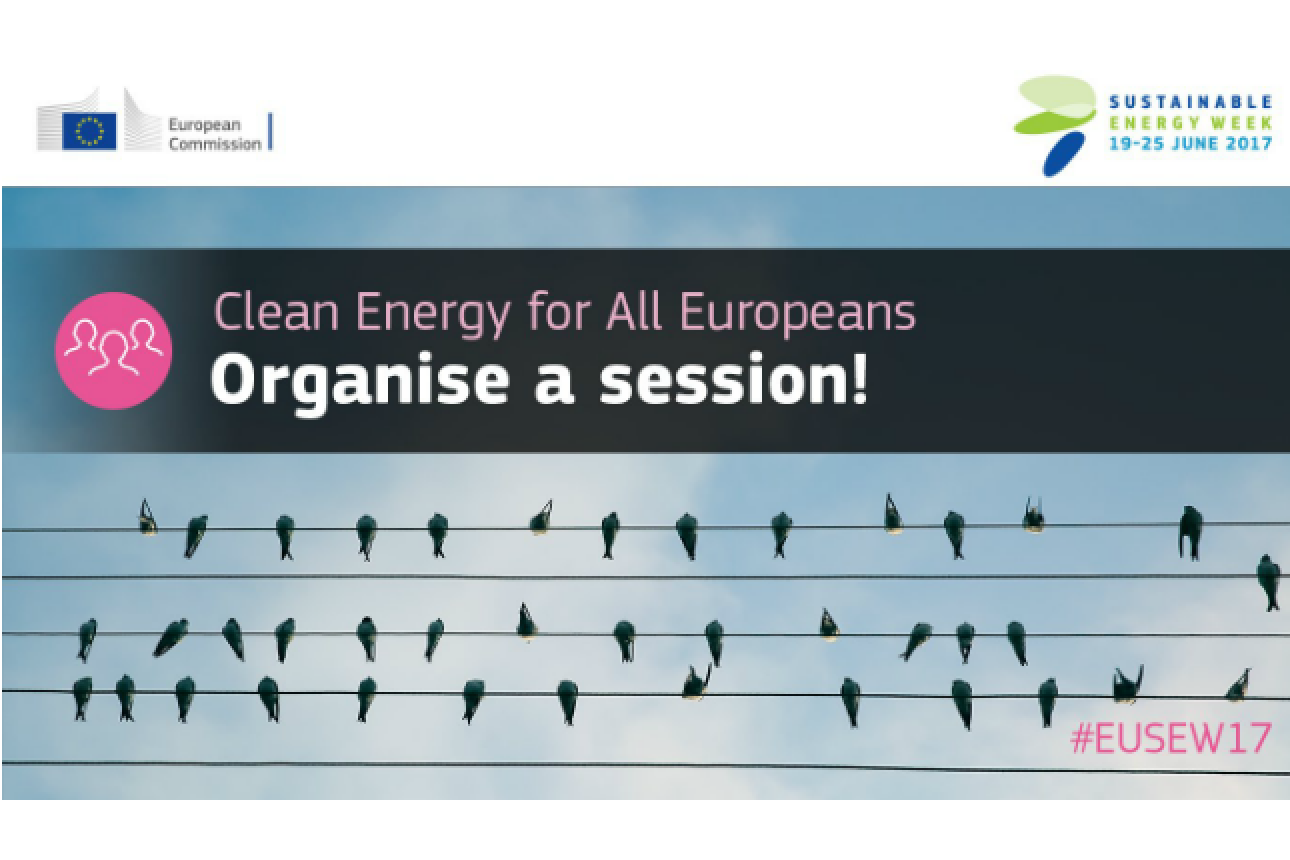 European
Commission
SUSTAINABLE
ENERGY WEEK
19-25 JUNE 2017
Clean Energy for All Europeans
Organise a session!
#EUSEW17